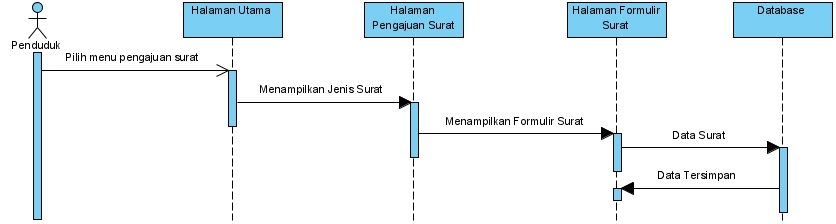 Halaman Utama
Halaman
Pengajuan Surat
Halaman Formulir
Surat
Database
Penduduk
Pilih menu pengajuan surat
Menampilkan Jenis Surat
Menampilkan Formulir Surat
Data Surat
Data Tersimpan